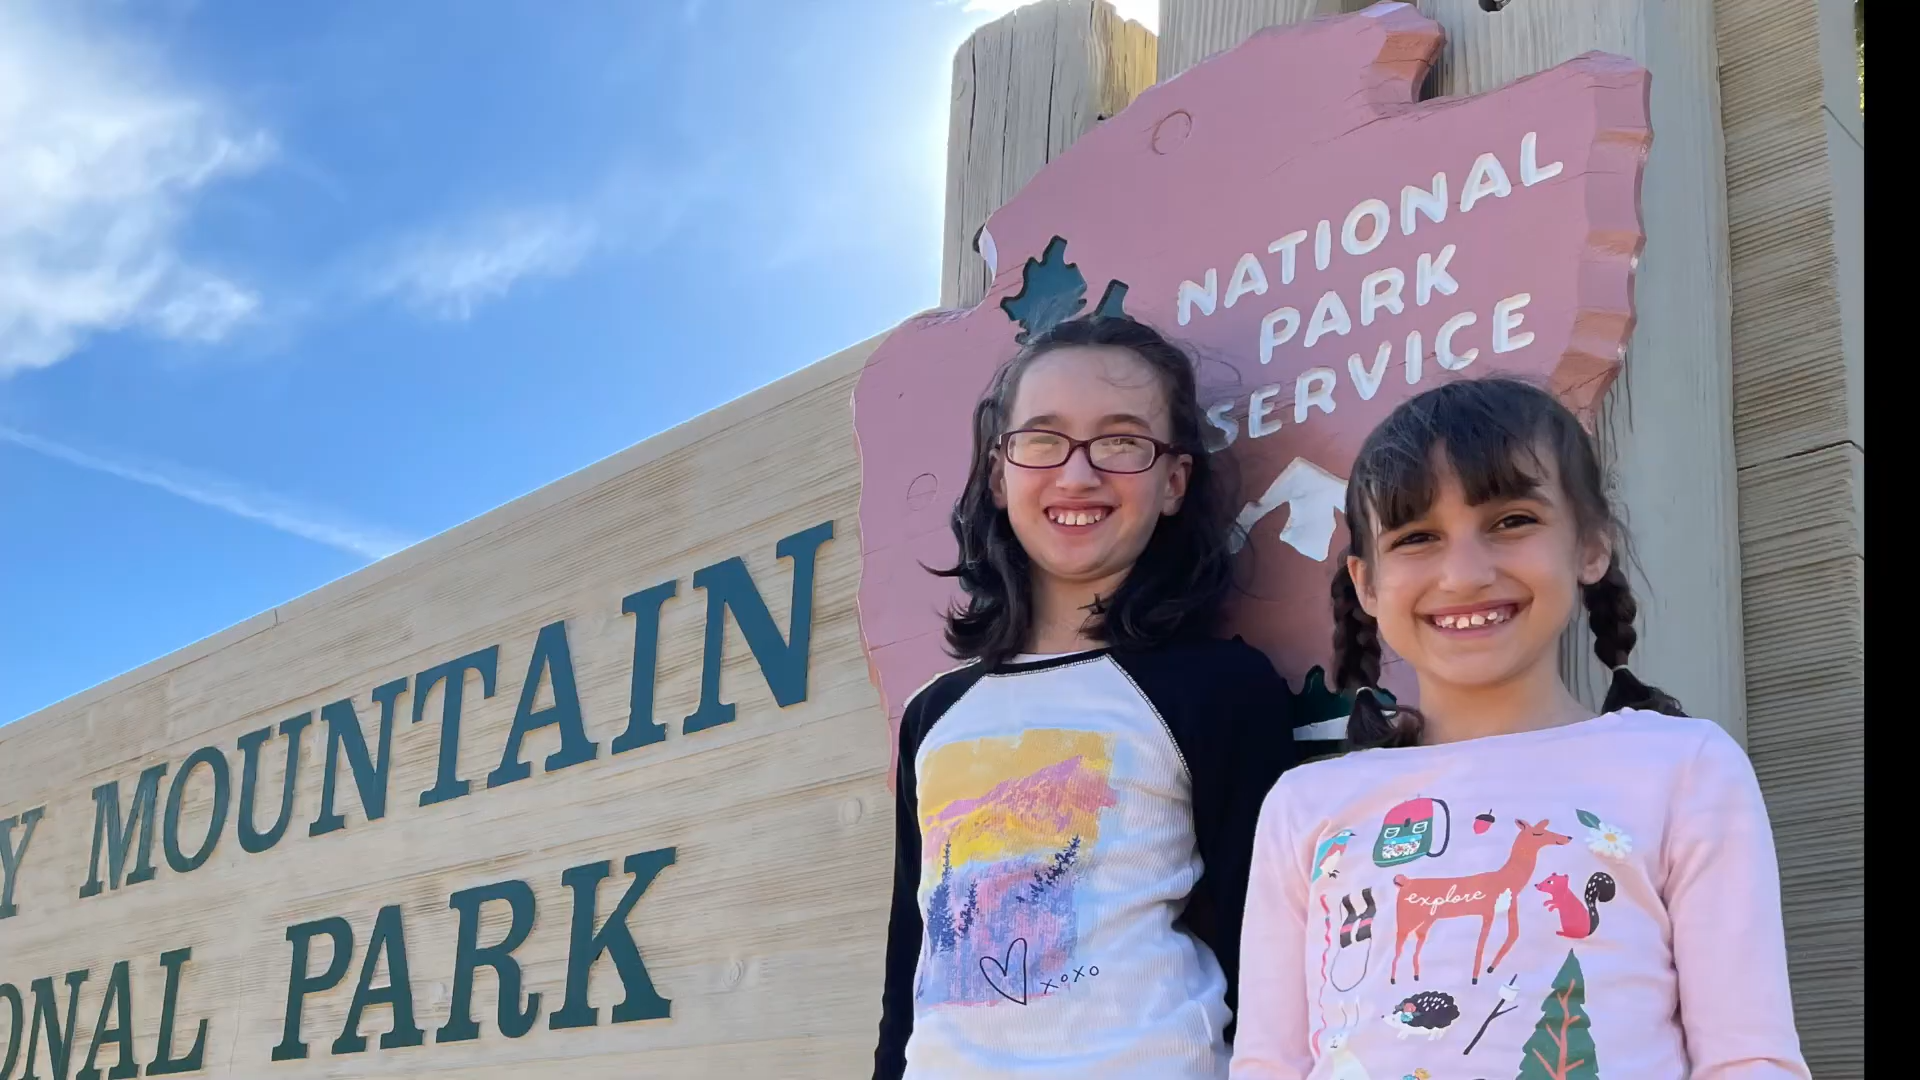 Y MOUNTAIN
ONAL PARK
NATIONAL
PARK
SERVICE
xoxo
explore